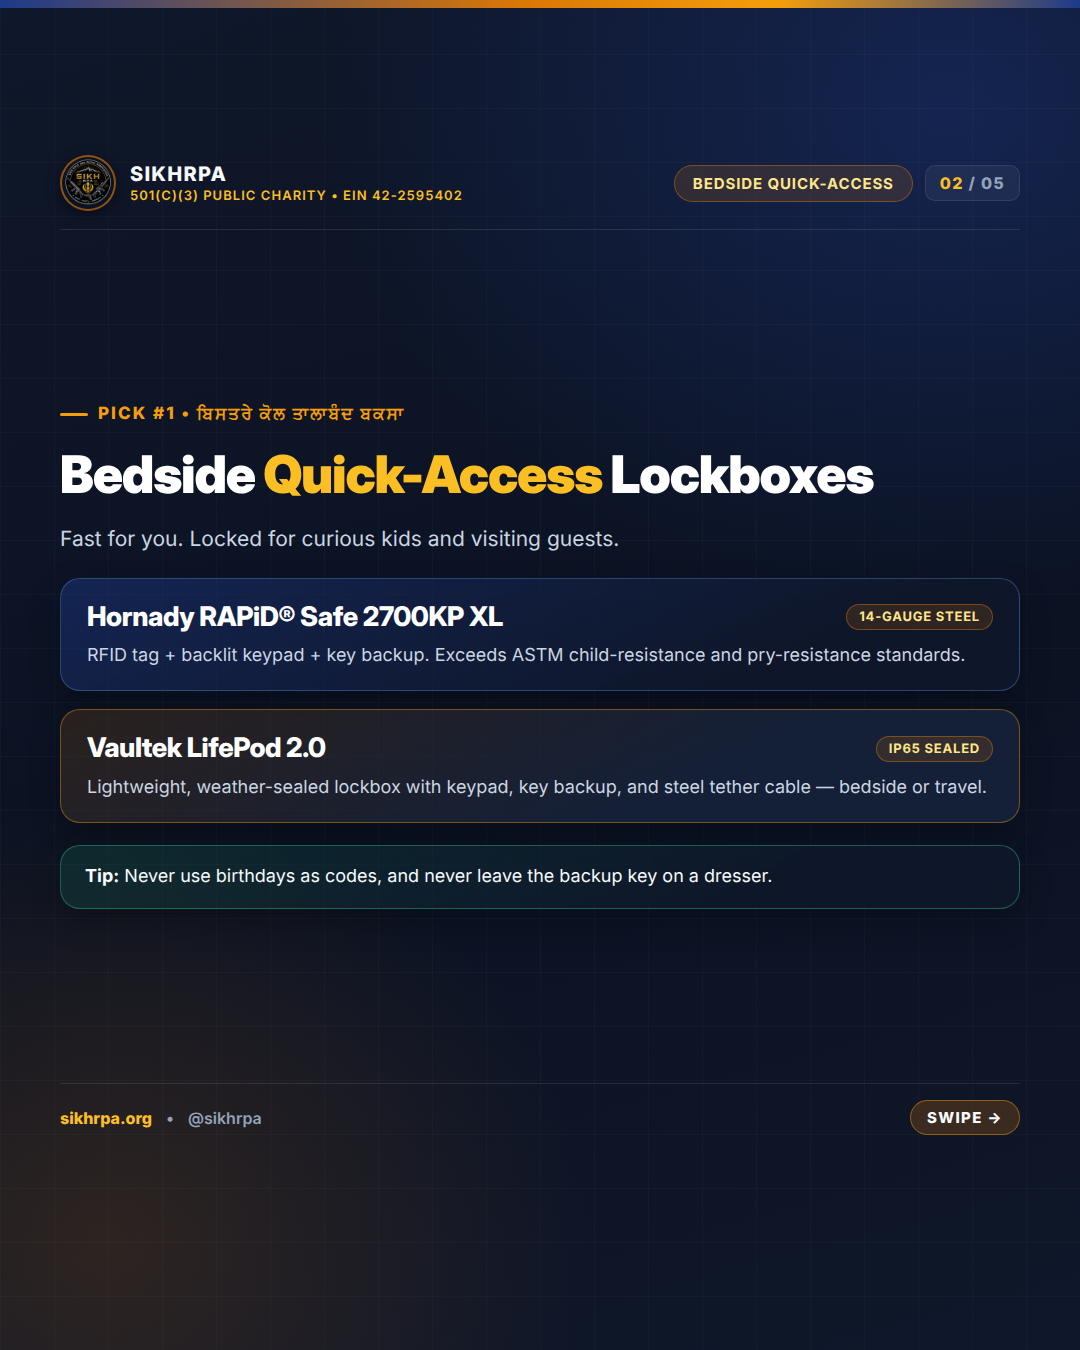 SIKH
SIKHRPA
501(C)(3) PUBLIC CHARITY • EIN 42-2595402
BEDSIDE QUICK-ACCESS
02 / 05
PICK #1 • ਬਿਸਤਰੇ ਕੋਲ ਤਾਲਾਬੰਦ ਬਕਸਾ
Bedside Quick-Access Lockboxes
Fast for you. Locked for curious kids and visiting guests.
Hornady RAPiD® Safe 2700KP XL
14-GAUGE STEEL
RFID tag + backlit keypad + key backup. Exceeds ASTM child-resistance and pry-resistance standards.
Vaultek LifePod 2.0
IP65 SEALED
Lightweight, weather-sealed lockbox with keypad, key backup, and steel tether cable — bedside or travel.
Tip: Never use birthdays as codes, and never leave the backup key on a dresser.
sikhrpa.org • @sikhrpa
SWIPE →